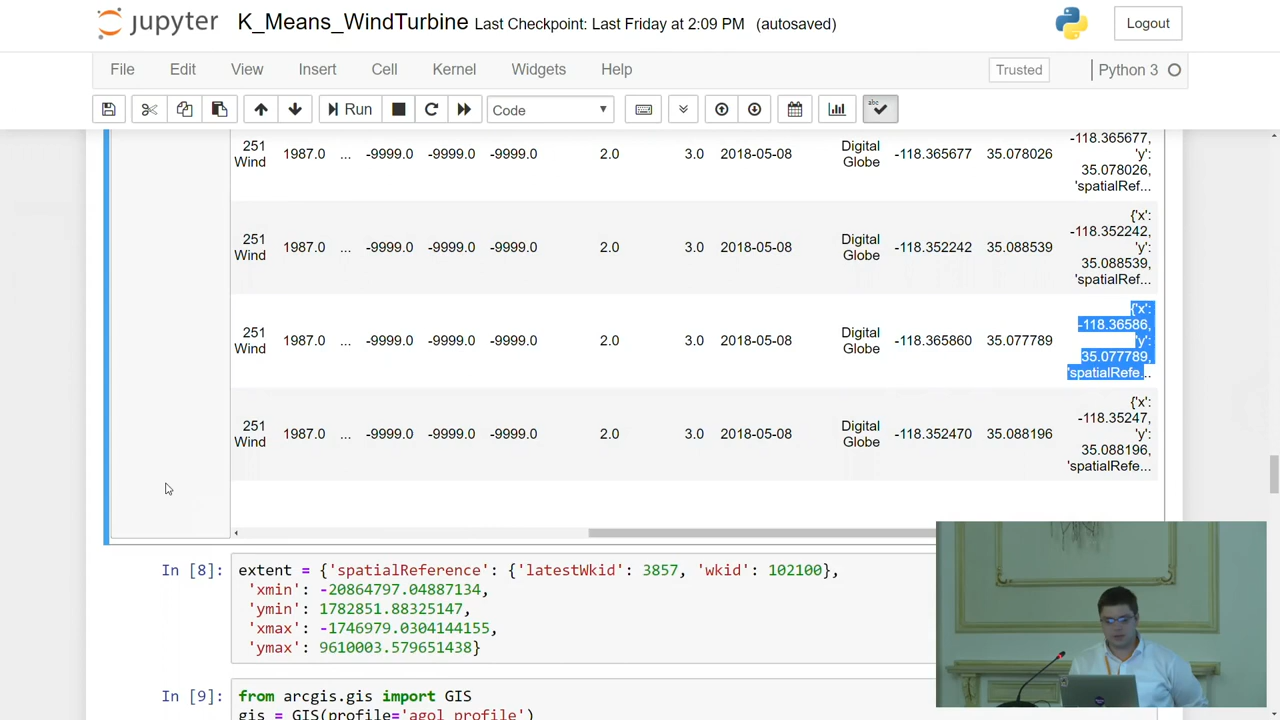 jupyter K_Means_WindTurbine Last Checkpoint: Last Friday at 2:09 PM (autosaved) Logout
File Edit View Insert Cell Kernel Widgets Help Trusted Python 3
Run Code
-118.365677,
251 Wind 1987.0 ... -9999.0 -9999.0 -9999.0 2.0 3.0 2018-05-08 Digital Globe -118.365677 35.078026
'y':
35.078026,
'spatialRef...
{'x':
-118.352242,
251 Wind 1987.0 ... -9999.0 -9999.0 -9999.0 2.0 3.0 2018-05-08 Digital Globe -118.352242 35.088539
'y':
35.088539,
'spatialRef...
{'x':
-118.36586,
251 Wind 1987.0 ... -9999.0 -9999.0 -9999.0 2.0 3.0 2018-05-08 Digital Globe -118.365860 35.077789
'y':
35.077789,
'spatialRefe...
{'x':
-118.35247,
251 Wind 1987.0 ... -9999.0 -9999.0 -9999.0 2.0 3.0 2018-05-08 Digital Globe -118.352470 35.088196
'y':
35.088196,
'spatialRefe...
In [8]: extent = {'spatialReference': {'latestWkid': 3857, 'wkid': 102100},
'xmin': -20864797.04887134,
'ymin': 1782851.88325147,
'xmax': -1746979.0304144155,
'ymax': 9610003.579651438}
In [9]: from arcgis.gis import GIS
gis = GIS(profile='agol_profile')